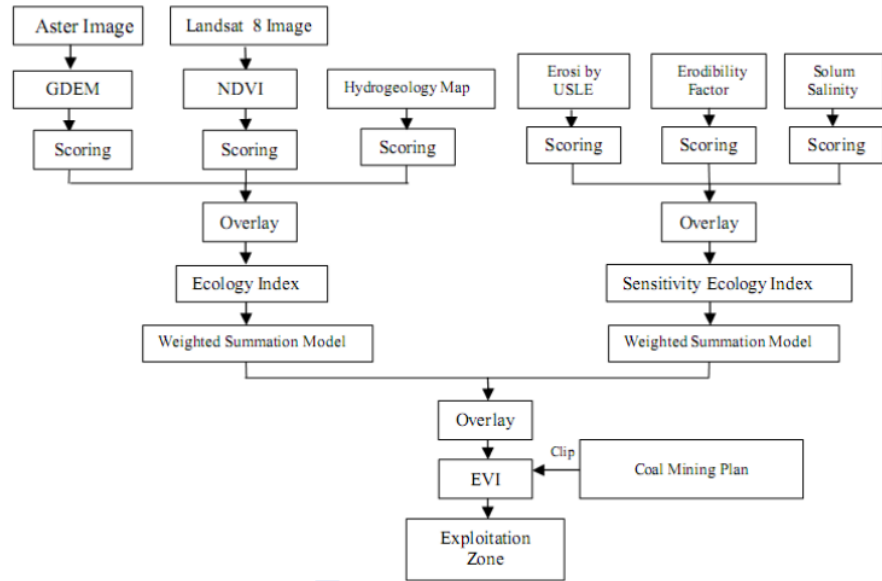 Aster Image
Landsat 8 Image
GDEM
NDVI
Hydrogeology Map
Erosi by
USLE
Erodibility
Factor
Solum
Salinity
Scoring
Scoring
Scoring
Scoring
Scoring
Scoring
Overlay
Overlay
Ecology Index
Sensitivity Ecology Index
Weighted Summation Model
Weighted Summation Model
Overlay
Clip
EVI
Coal Mining Plan
Exploitation
Zone